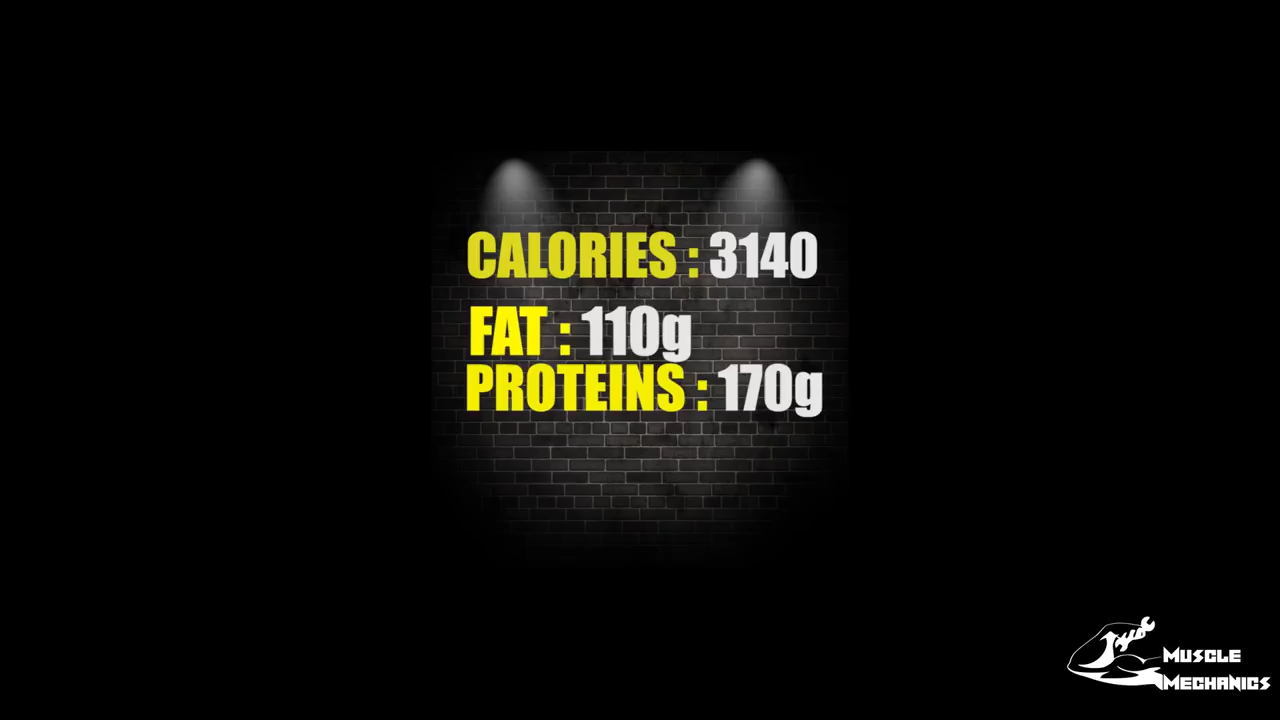 CALORIES : 3140
FAT : 110g
PROTEINS : 170g
MUSCLE
MECHANICS